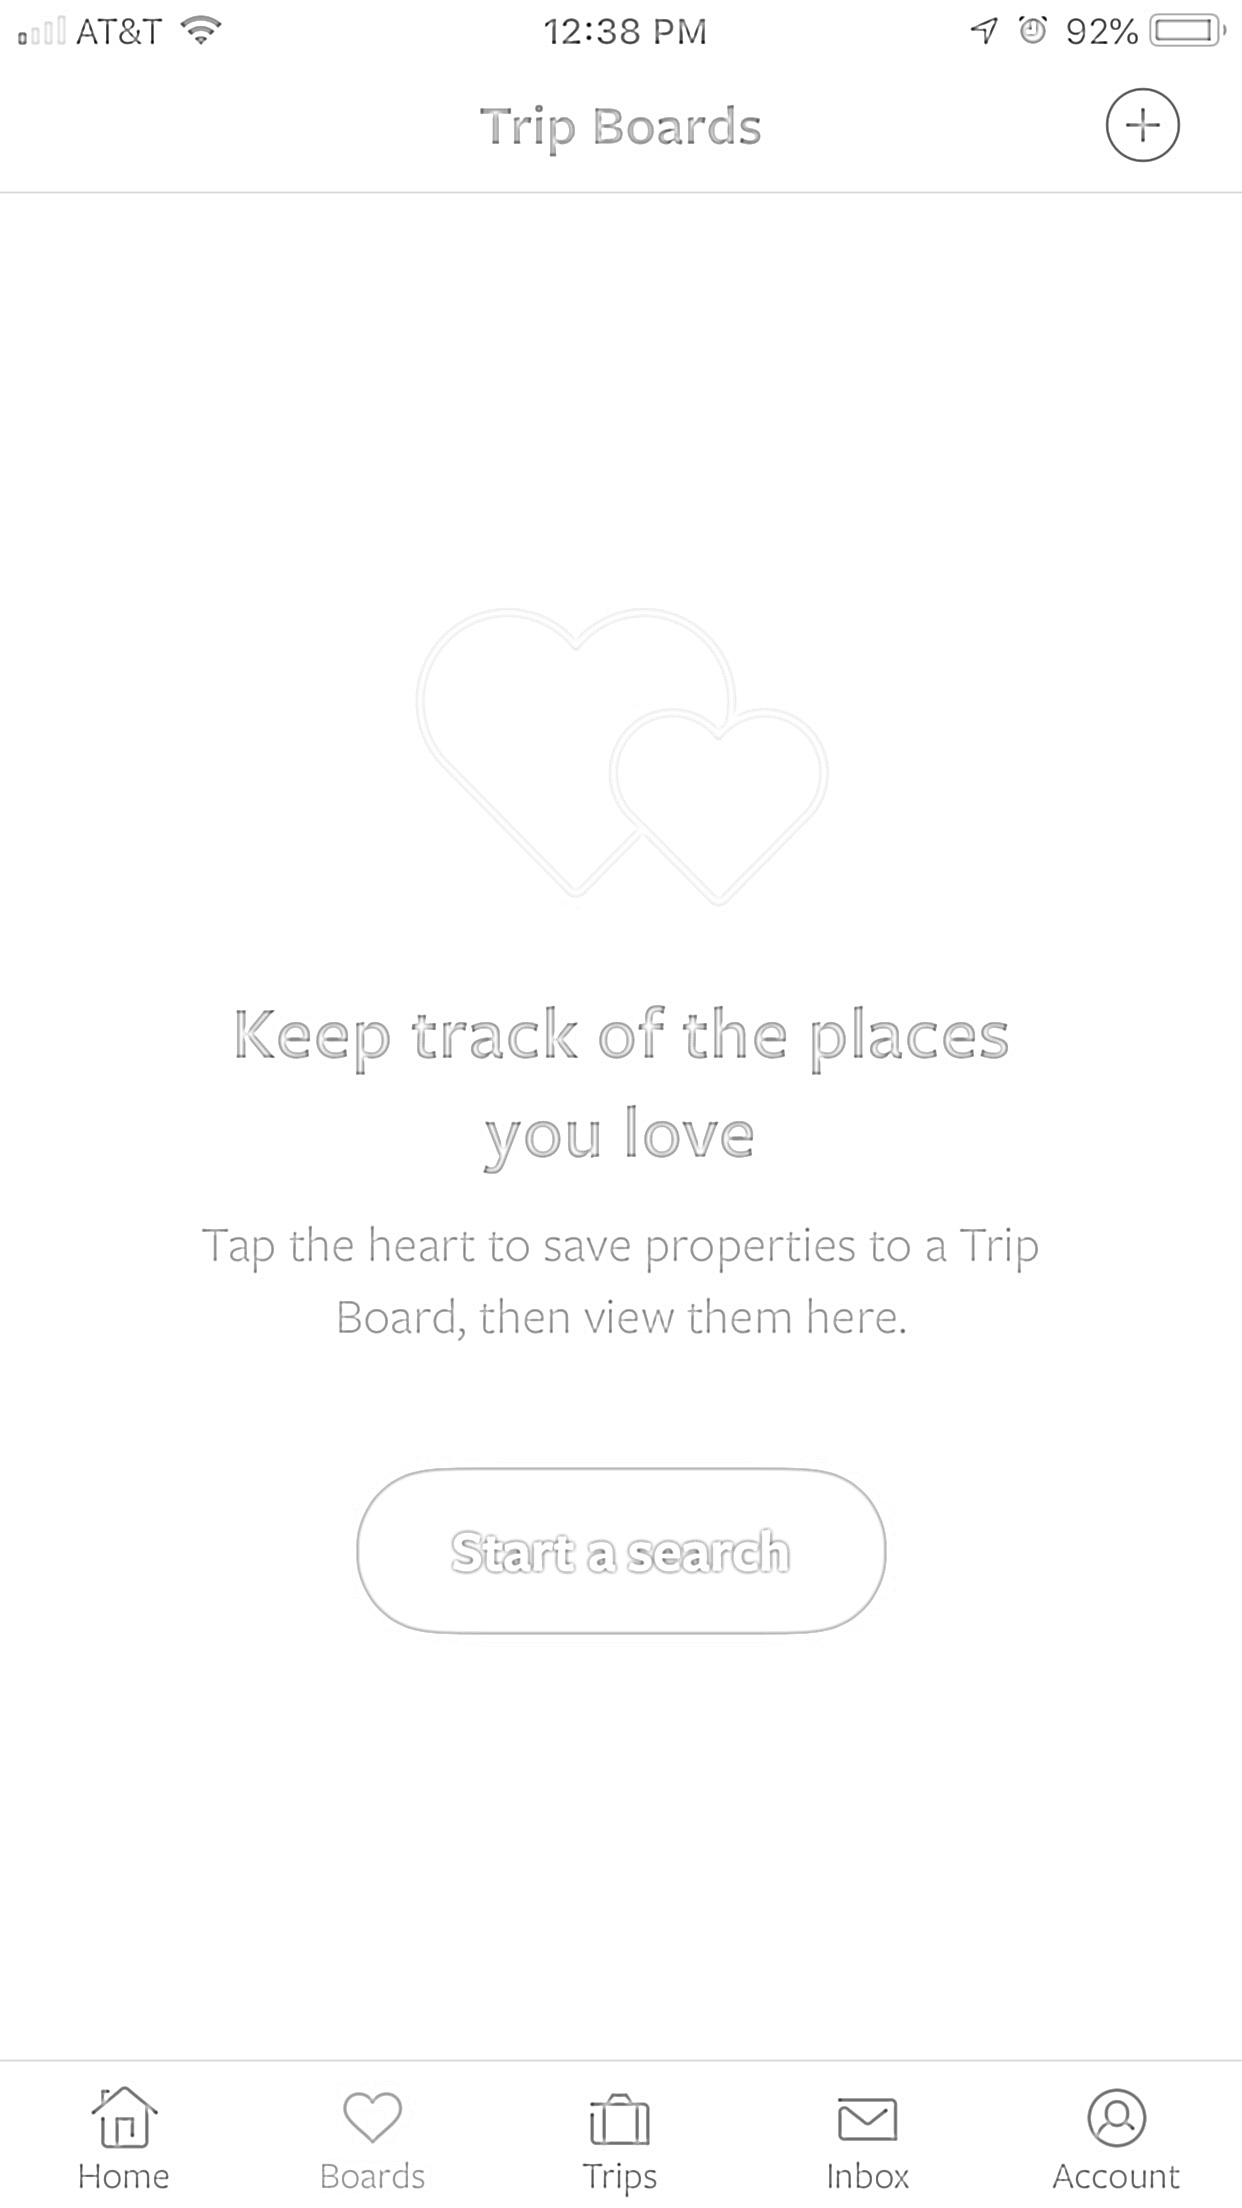 AT&T 12:38 PM 92%
Trip Boards
Keep track of the places
you love
Tap the heart to save properties to a Trip
Board, then view them here.
Start a search
Home Boards Trips Inbox Account